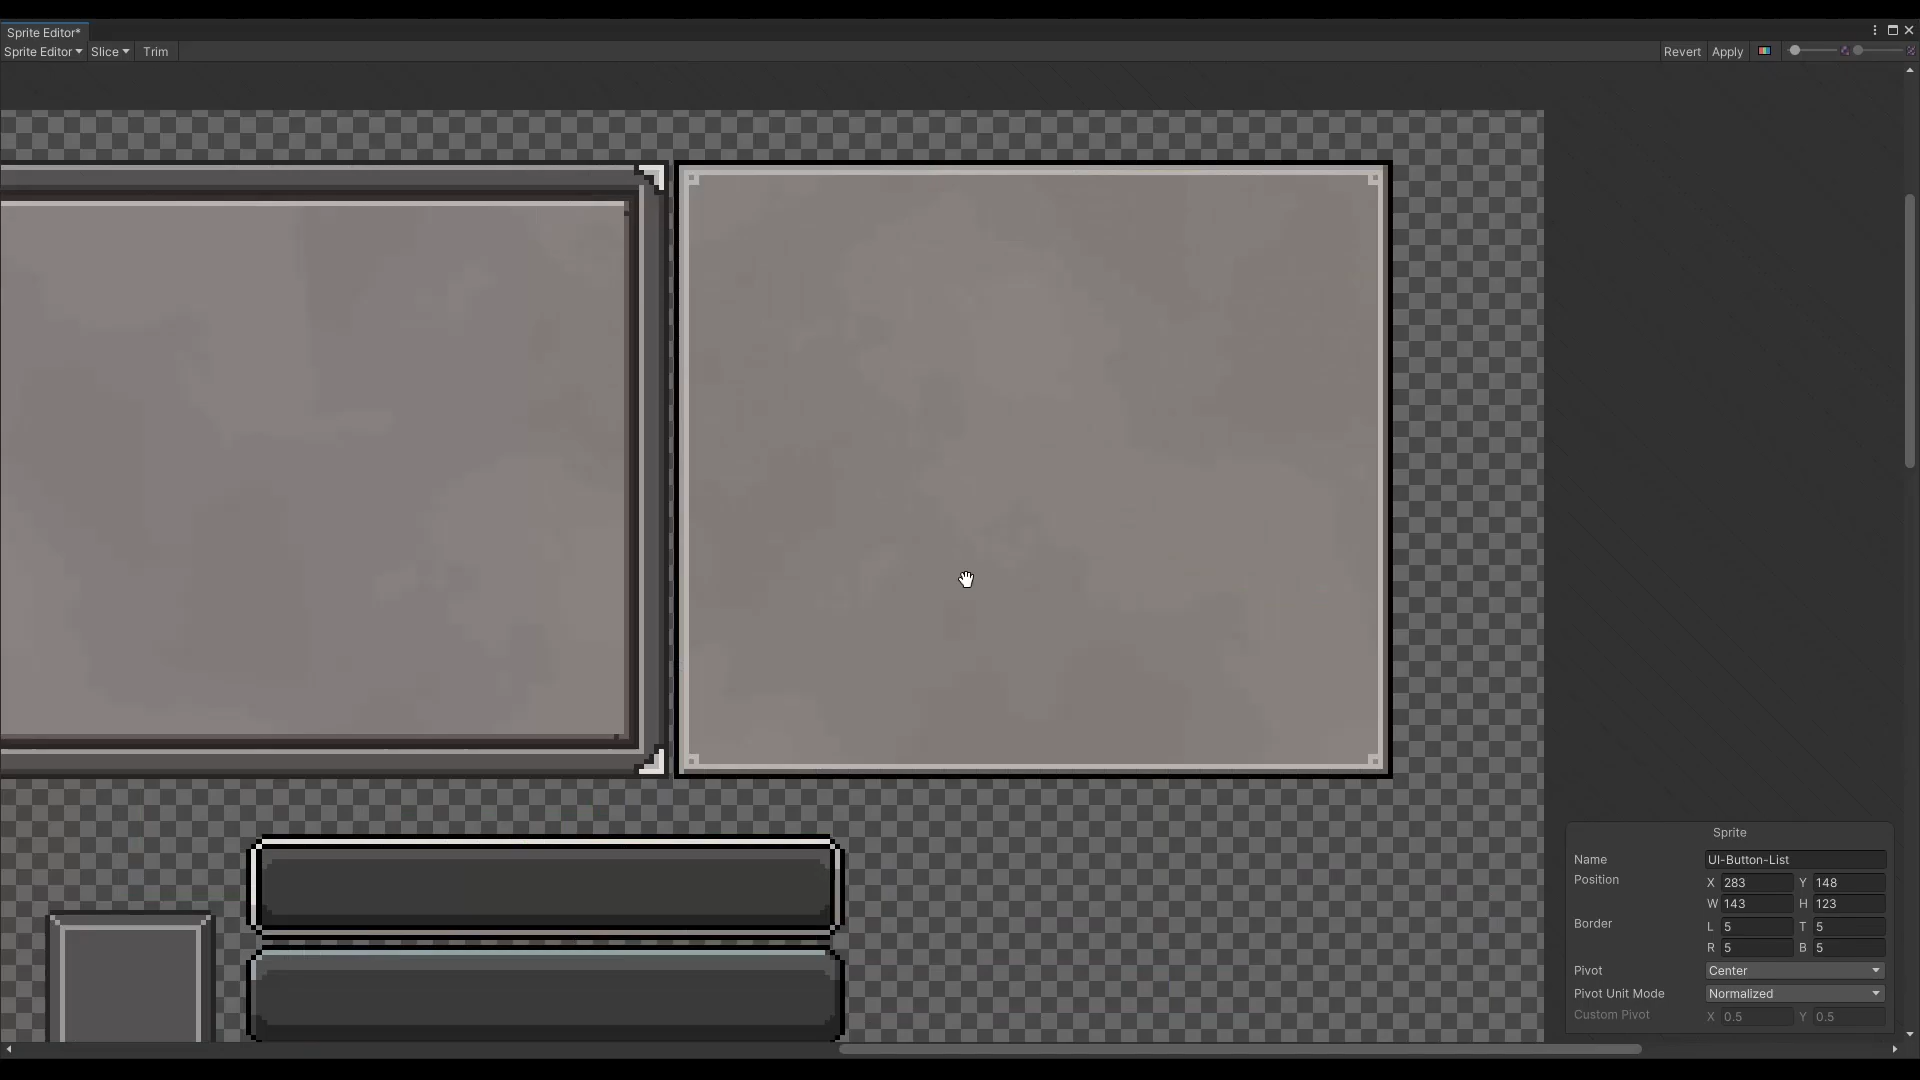 Sprite Editor*
Sprite Editor Slice Trim Revert Apply
Sprite
Name UI-Button-List
Position X 283 Y 148
W 143 H 123
Border L 5 T 5
R 5 B 5
Pivot Center
Pivot Unit Mode Normalized
Custom Pivot X 0.5 Y 0.5